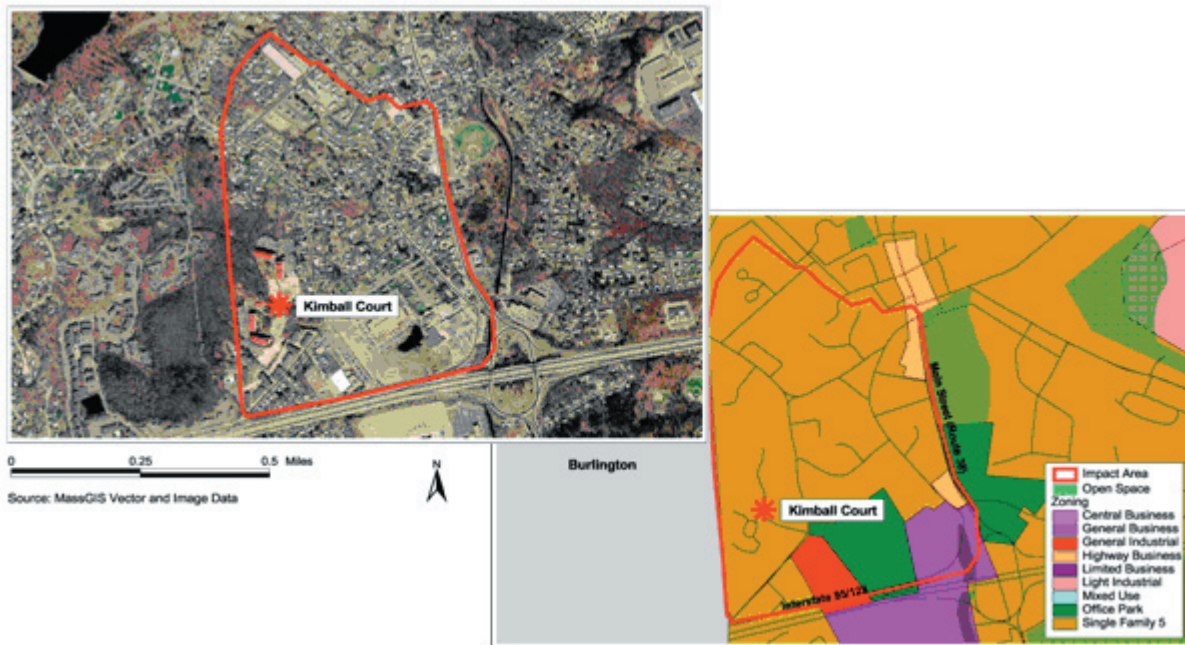 Kimball Court
0 0.25 0.5 Miles
N
Source: MassGIS Vector and Image Data
Burlington
Kimball Court
Main Street (Route 38)
Interstate 95/128
Impact Area
Open Space
Zoning
Central Business
General Business
General Industrial
Highway Business
Limited Business
Light Industrial
Mixed Use
Office Park
Single Family 5